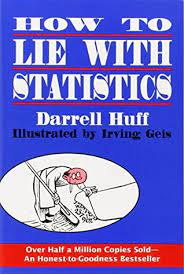 HOW TO
LIE WITH
STATISTICS
Darrell Huff
Illustrated by Irving Geis
Over Half a Million Copies Sold—
An Honest-to-Goodness Bestseller